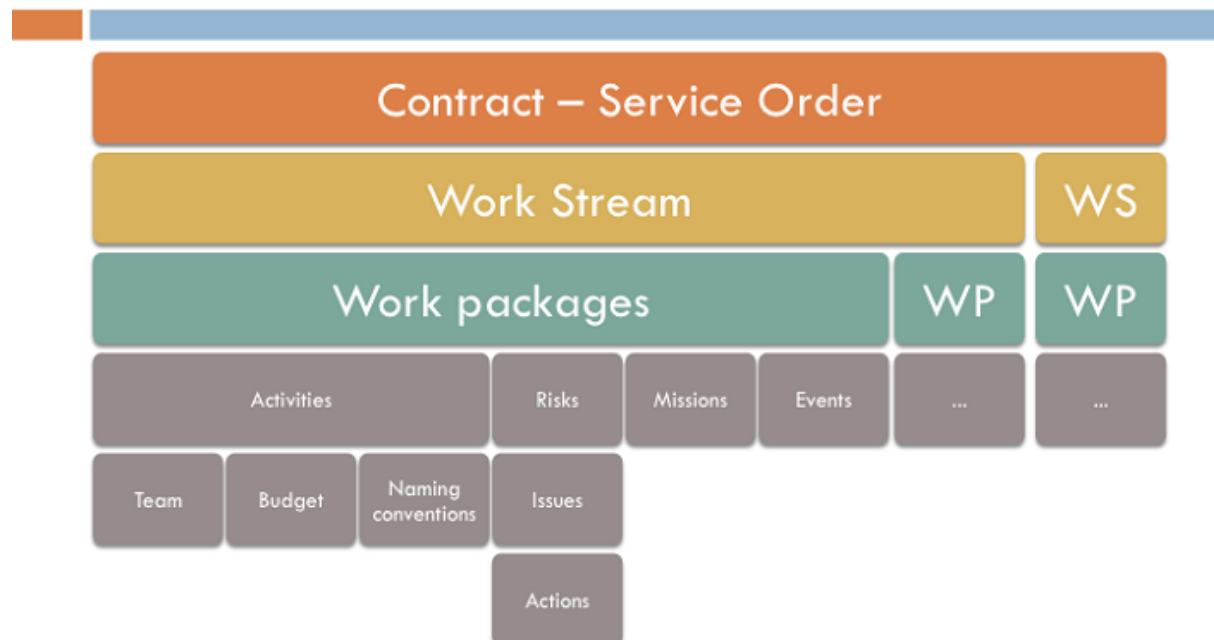 Contract – Service Order
Work Stream
WS
Work packages
WP
WP
Activities
Risks
Missions
Events
...
...
Team
Budget
Naming
conventions
Issues
Actions